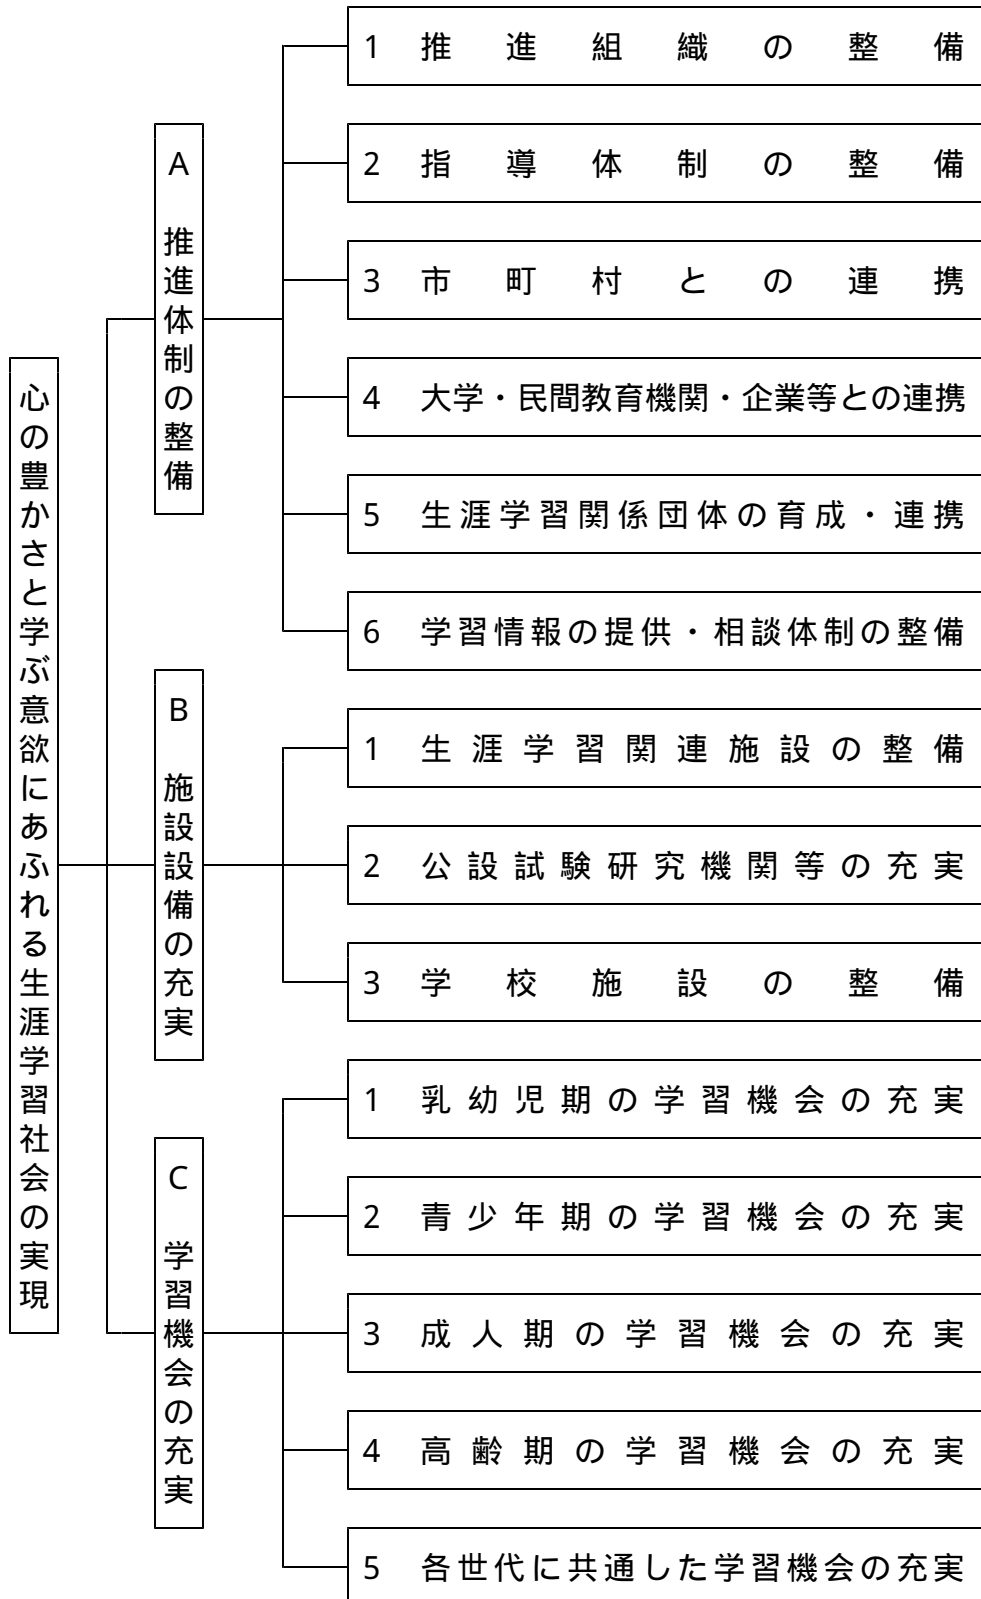 心の豊かさと学ぶ意欲にあふれる生涯学習社会の実現
A 推進体制の整備
1 推進組織の整備
2 指導体制の整備
3 市町村との連携
4 大学・民間教育機関・企業等との連携
5 生涯学習関係団体の育成・連携
6 学習情報の提供・相談体制の整備
B 施設設備の充実
1 生涯学習関連施設の整備
2 公設試験研究機関等の充実
3 学校施設の整備
C 学習機会の充実
1 乳幼児期の学習機会の充実
2 青少年期の学習機会の充実
3 成人期の学習機会の充実
4 高齢期の学習機会の充実
5 各世代に共通した学習機会の充実